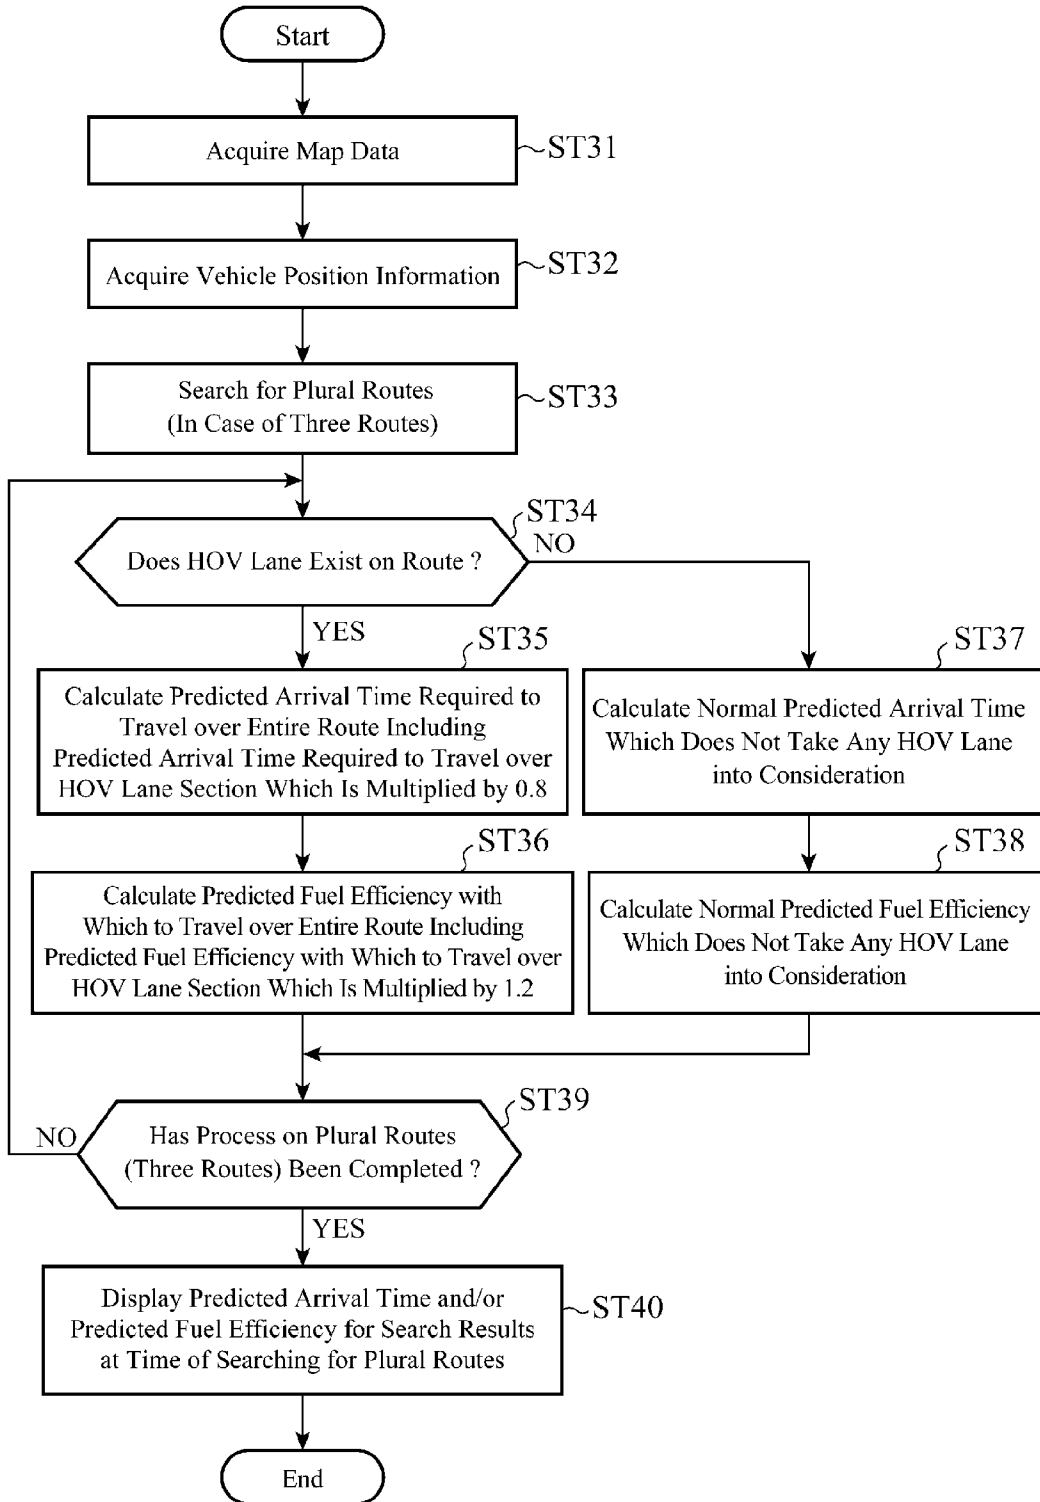 Start
Acquire Map Data
ST31
Acquire Vehicle Position Information
ST32
Search for Plural Routes
(In Case of Three Routes)
ST33
ST34
Does HOV Lane Exist on Route ?
NO
YES
ST35
Calculate Predicted Arrival Time Required to
Travel over Entire Route Including
Predicted Arrival Time Required to Travel over
HOV Lane Section Which Is Multiplied by 0.8
ST37
Calculate Normal Predicted Arrival Time
Which Does Not Take Any HOV Lane
into Consideration
ST36
Calculate Predicted Fuel Efficiency with
Which to Travel over Entire Route Including
Predicted Fuel Efficiency with Which to Travel over
HOV Lane Section Which Is Multiplied by 1.2
ST38
Calculate Normal Predicted Fuel Efficiency
Which Does Not Take Any HOV Lane
into Consideration
ST39
NO
Has Process on Plural Routes
(Three Routes) Been Completed ?
YES
Display Predicted Arrival Time and/or
Predicted Fuel Efficiency for Search Results
at Time of Searching for Plural Routes
ST40
End